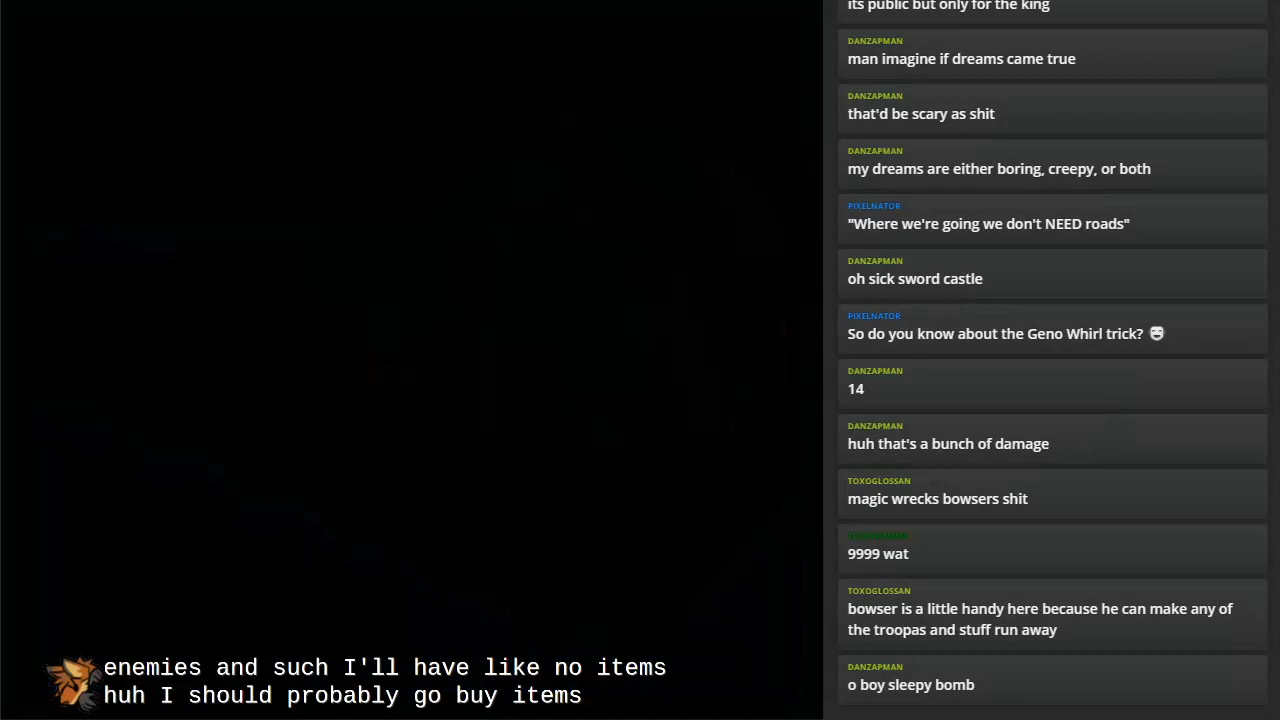 its public but only for the king
DANZAPMAN
man imagine if dreams came true
DANZAPMAN
that'd be scary as shit
DANZAPMAN
my dreams are either boring, creepy, or both
PIXELNATOR
"Where we're going we don't NEED roads"
DANZAPMAN
oh sick sword castle
PIXELNATOR
So do you know about the Geno Whirl trick?
DANZAPMAN
14
DANZAPMAN
huh that's a bunch of damage
TOXOGLOSSAN
magic wrecks bowsers shit
9999 wat
TOXOGLOSSAN
bowser is a little handy here because he can make any of
the troopas and stuff run away
DANZAPMAN
o boy sleepy bomb
enemies and such I'll have like no items
huh I should probably go buy items